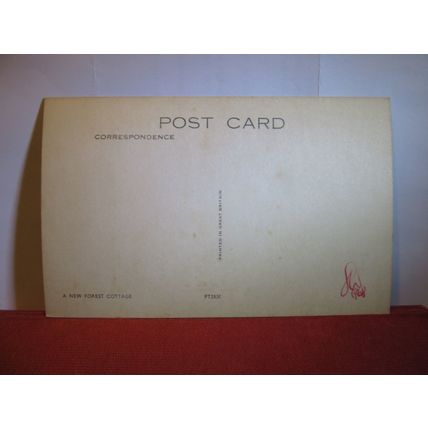 POST CARD
CORRESPONDENCE
PRINTED IN GREAT BRITAIN
A NEW FOREST COTTAGE